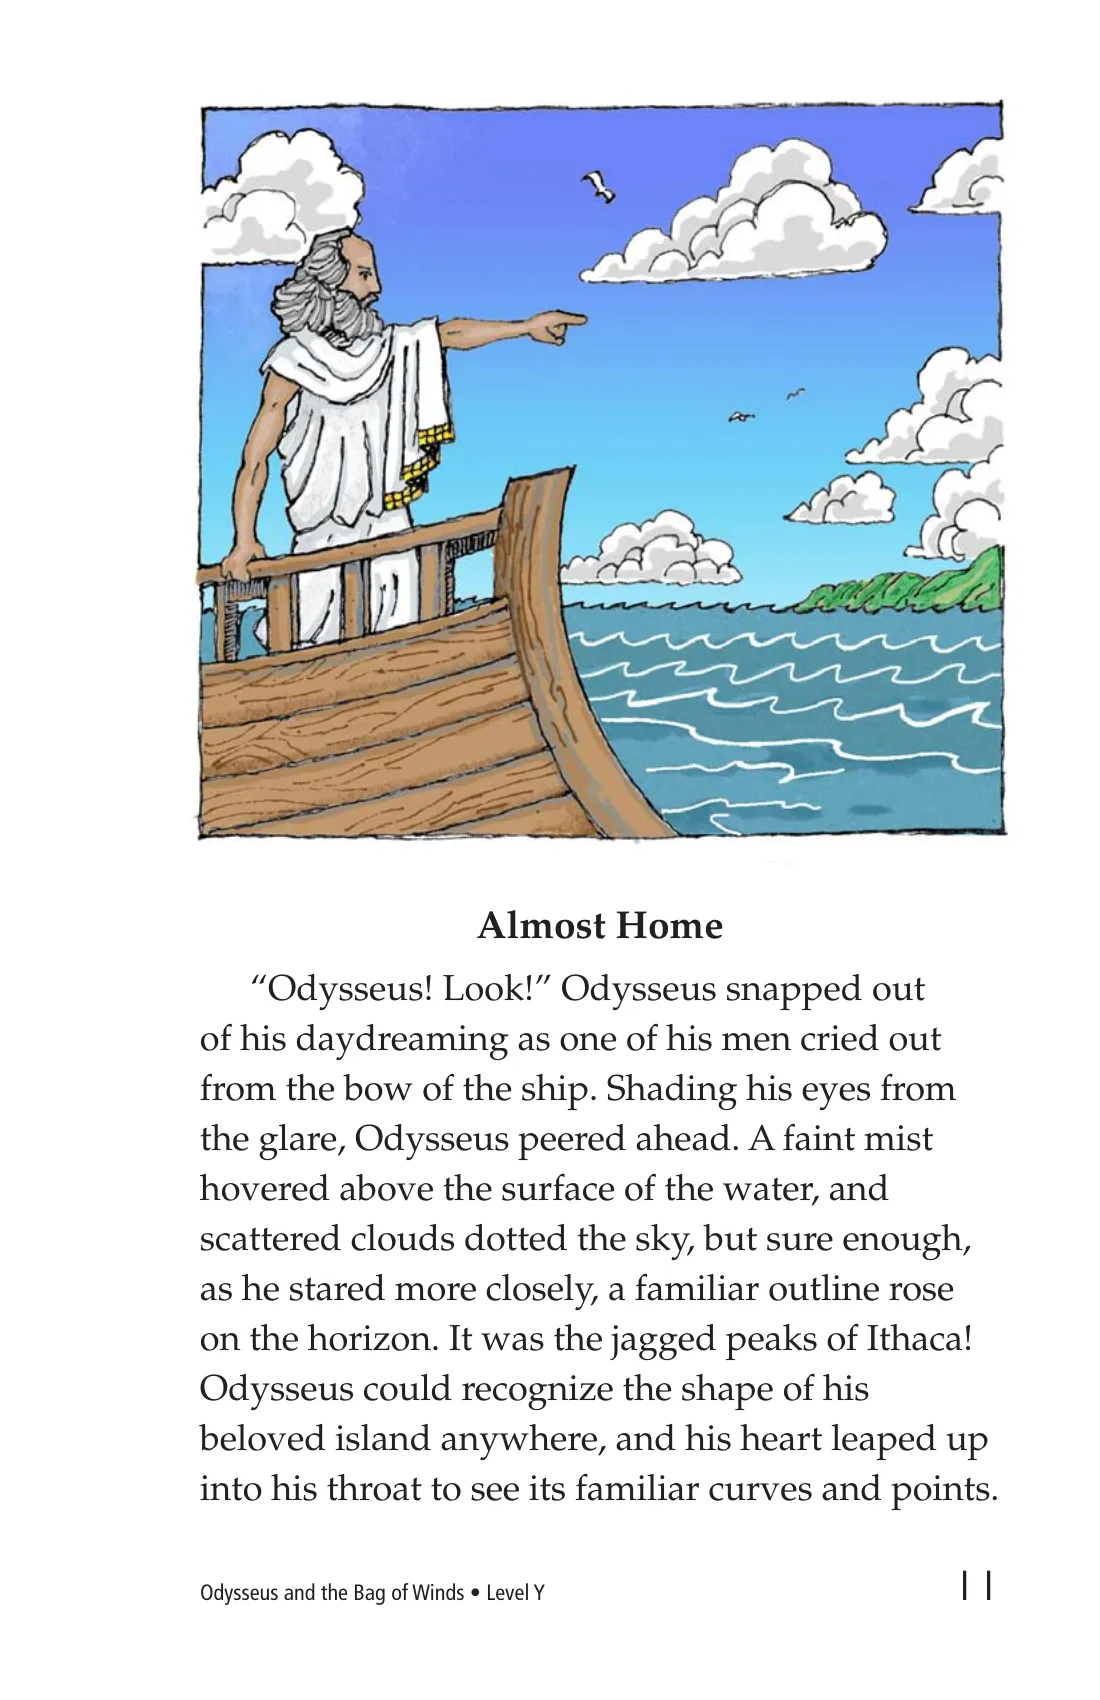 Almost Home
“Odysseus! Look!” Odysseus snapped out
of his daydreaming as one of his men cried out
from the bow of the ship. Shading his eyes from
the glare, Odysseus peered ahead. A faint mist
hovered above the surface of the water, and
scattered clouds dotted the sky, but sure enough,
as he stared more closely, a familiar outline rose
on the horizon. It was the jagged peaks of Ithaca!
Odysseus could recognize the shape of his
beloved island anywhere, and his heart leaped up
into his throat to see its familiar curves and points.
Odysseus and the Bag of Winds • Level Y
11